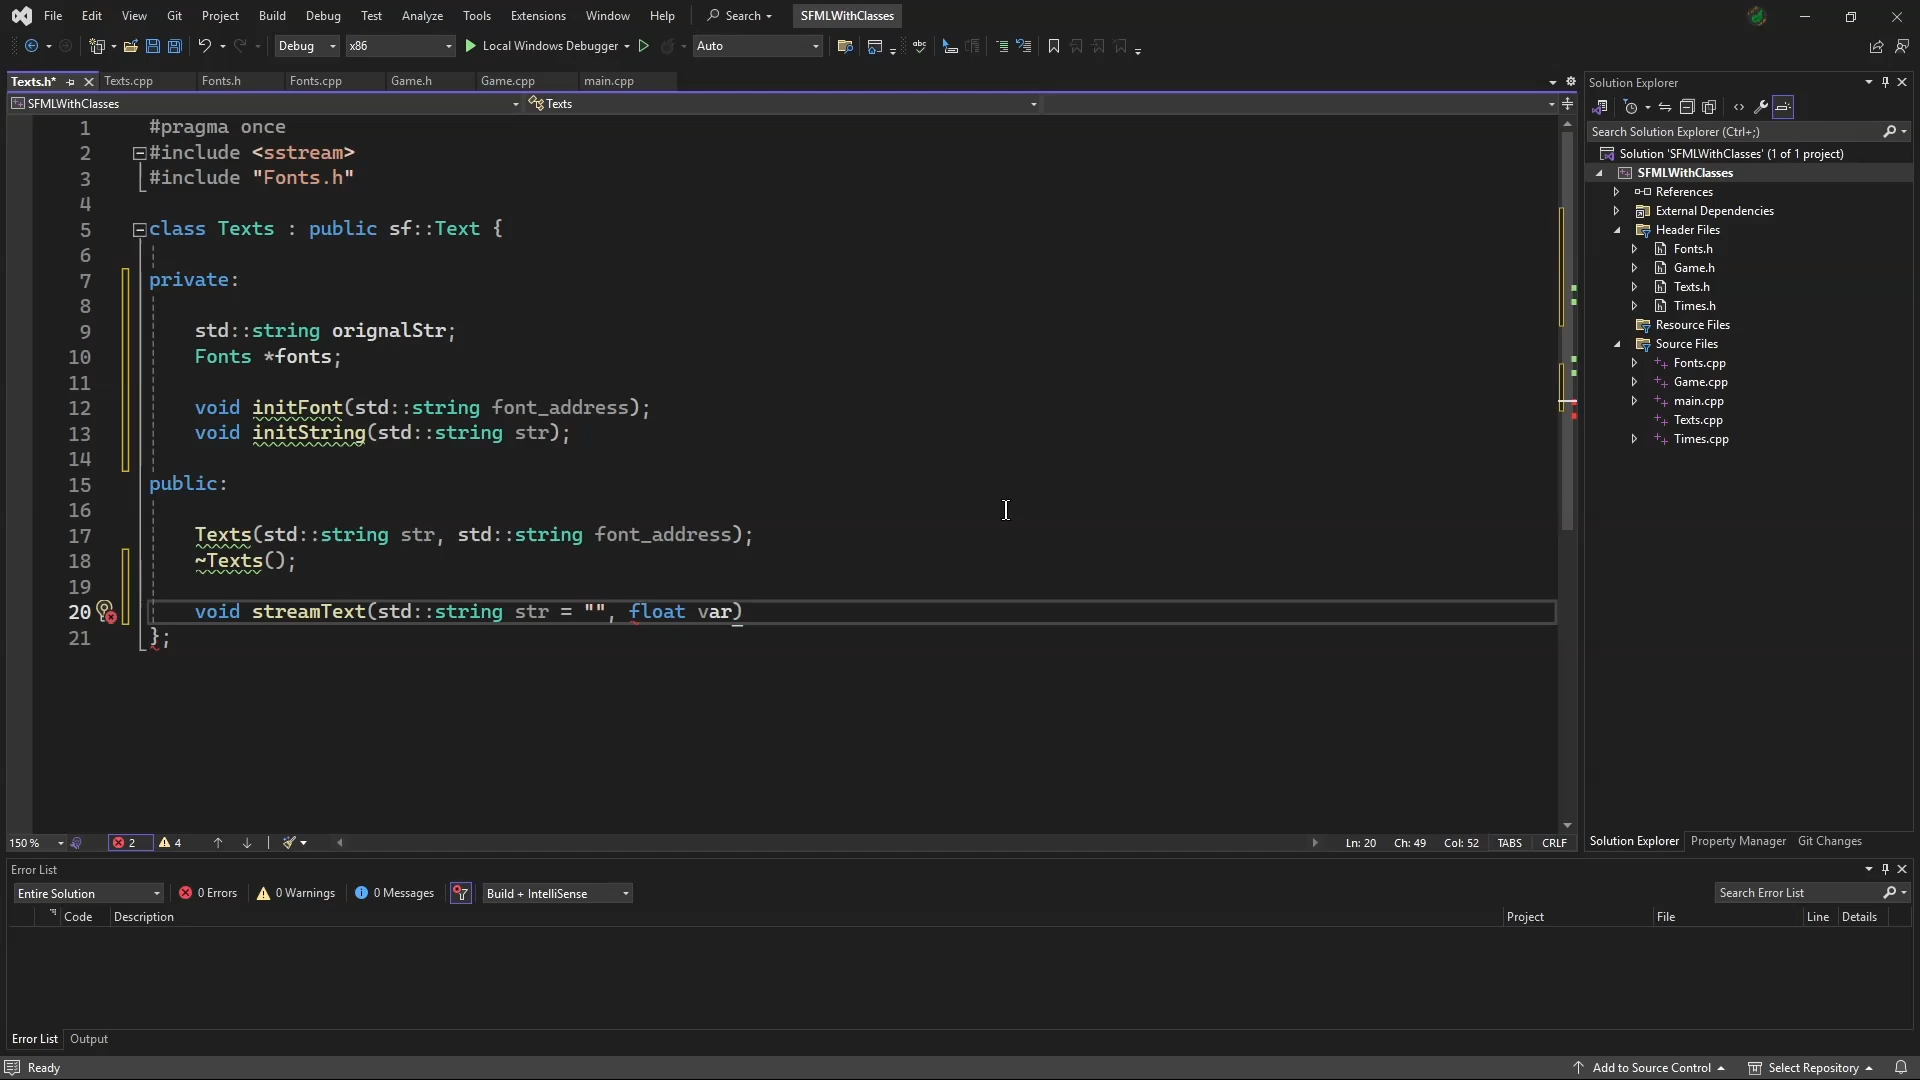 File Edit View Git Project Build Debug Test Analyze Tools Extensions Window Help Search SFMLWithClasses
Debug x86 Local Windows Debugger Auto
Texts.h* Texts.cpp Fonts.h Fonts.cpp Game.h Game.cpp main.cpp
SFMLWithClasses Texts
1 #pragma once
2 #include <sstream>
3 #include "Fonts.h"
4
5 class Texts : public sf::Text {
6
7 private:
8
9 std::string orignalStr;
10 Fonts *fonts;
11
12 void initFont(std::string font_address);
13 void initString(std::string str);
14
15 public:
16
17 Texts(std::string str, std::string font_address);
18 ~Texts();
19
20 void streamText(std::string str = "", float var)
21 };
150 % 2 4 Ln: 20 Ch: 49 Col: 52 TABS CRLF
Solution Explorer
Search Solution Explorer (Ctrl+;)
Solution 'SFMLWithClasses' (1 of 1 project)
SFMLWithClasses
References
External Dependencies
Header Files
Fonts.h
Game.h
Texts.h
Times.h
Resource Files
Source Files
Fonts.cpp
Game.cpp
main.cpp
Texts.cpp
Times.cpp
Solution Explorer Property Manager Git Changes
Error List
Entire Solution 0 Errors 0 Warnings 0 Messages Build + IntelliSense Search Error List
Code Description Project File Line Details
Error List Output
Ready Add to Source Control Select Repository